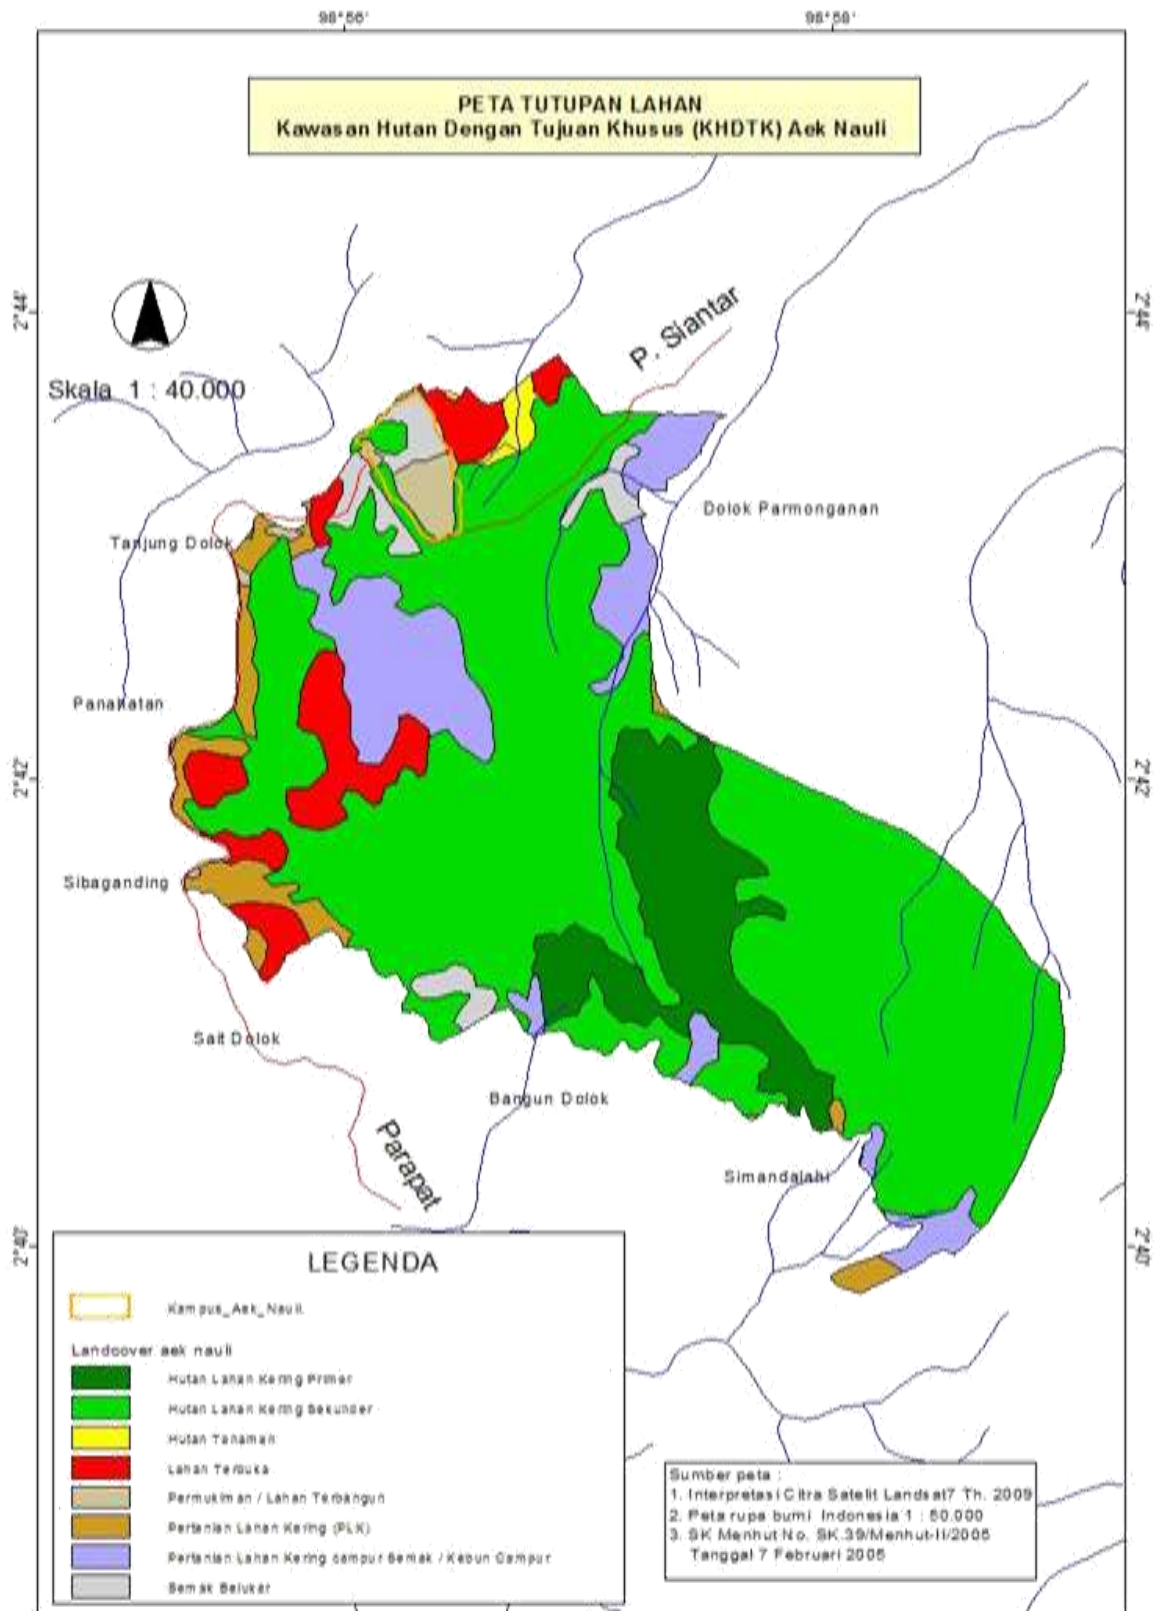 98°56'
98°58'
PETA TUTUPAN LAHAN
Kawasan Hutan Dengan Tujuan Khusus (KHDTK) Aek Nauli
2°44'
2°44'
P. Siantar
Skala 1 : 40.000
Dolok Parmonganan
Tanjung Dolok
Panahatan
2°42'
2°42'
Sibaganding
Sait Dolok
Bangun Dolok
Parapat
Simandalahi
2°40'
2°40'
LEGENDA
Kampus_Aek_Nauli
Landcover aek nauli
Hutan Lahan Kering Primer
Hutan Lahan Kering Sekunder
Hutan Tanaman
Lahan Terbuka
Permukiman / Lahan Terbangun
Pertanian Lahan Kering (PLK)
Pertanian Lahan Kering campur Semak / Kebun Campur
Semak Belukar
Sumber peta :
1. Interpretasi Citra Satelit Landsat7 Th. 2009
2. Peta rupa bumi Indonesia 1 : 50.000
3. SK Menhut No. SK.39/Menhut-II/2005
Tanggal 7 Februari 2005